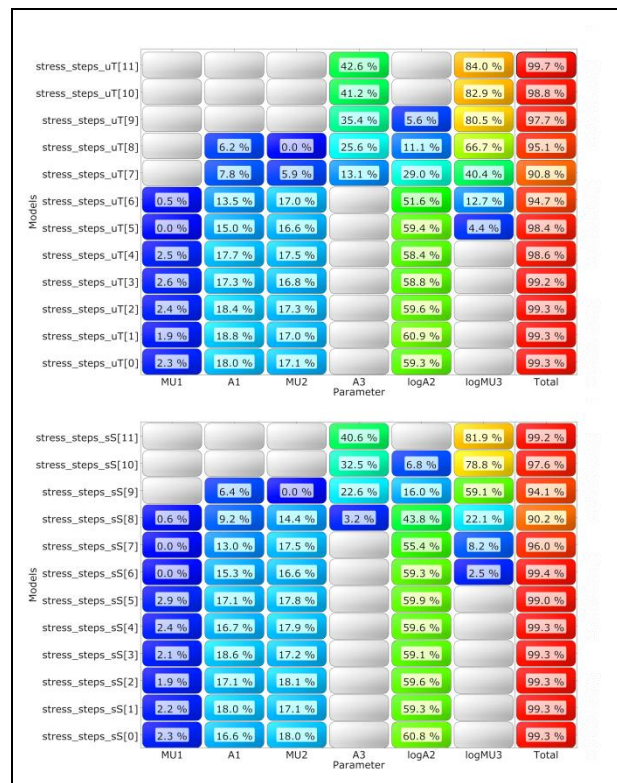 stress_steps_uT[11] 42.6 % 84.0 % 99.7 %
stress_steps_uT[10] 41.2 % 82.9 % 98.8 %
stress_steps_uT[9] 35.4 % 5.6 % 80.5 % 97.7 %
stress_steps_uT[8] 6.2 % 0.0 % 25.6 % 11.1 % 66.7 % 95.1 %
stress_steps_uT[7] 7.8 % 5.9 % 13.1 % 29.0 % 40.4 % 90.8 %
Models
stress_steps_uT[6] 0.5 % 13.5 % 17.0 % 51.6 % 12.7 % 94.7 %
stress_steps_uT[5] 0.0 % 15.0 % 16.6 % 59.4 % 4.4 % 98.4 %
stress_steps_uT[4] 2.5 % 17.7 % 17.5 % 58.4 % 98.6 %
stress_steps_uT[3] 2.6 % 17.3 % 16.8 % 58.8 % 99.2 %
stress_steps_uT[2] 2.4 % 18.4 % 17.3 % 59.6 % 99.3 %
stress_steps_uT[1] 1.9 % 18.8 % 17.0 % 60.9 % 99.3 %
stress_steps_uT[0] 2.3 % 18.0 % 17.1 % 59.3 % 99.3 %
MU1 A1 MU2 A3 logA2 logMU3 Total
Parameter
stress_steps_sS[11] 40.6 % 81.9 % 99.2 %
stress_steps_sS[10] 32.5 % 6.8 % 78.8 % 97.6 %
stress_steps_sS[9] 6.4 % 0.0 % 22.6 % 16.0 % 59.1 % 94.1 %
stress_steps_sS[8] 0.6 % 9.2 % 14.4 % 3.2 % 43.8 % 22.1 % 90.2 %
stress_steps_sS[7] 0.0 % 13.0 % 17.5 % 55.4 % 8.2 % 96.0 %
Models
stress_steps_sS[6] 0.0 % 15.3 % 16.6 % 59.3 % 2.5 % 99.4 %
stress_steps_sS[5] 2.9 % 17.1 % 17.8 % 59.9 % 99.0 %
stress_steps_sS[4] 2.4 % 16.7 % 17.9 % 59.6 % 99.3 %
stress_steps_sS[3] 2.1 % 18.6 % 17.2 % 59.1 % 99.3 %
stress_steps_sS[2] 1.9 % 17.1 % 18.1 % 59.6 % 99.3 %
stress_steps_sS[1] 2.2 % 18.0 % 17.1 % 59.3 % 99.3 %
stress_steps_sS[0] 2.3 % 16.6 % 18.0 % 60.8 % 99.3 %
MU1 A1 MU2 A3 logA2 logMU3 Total
Parameter